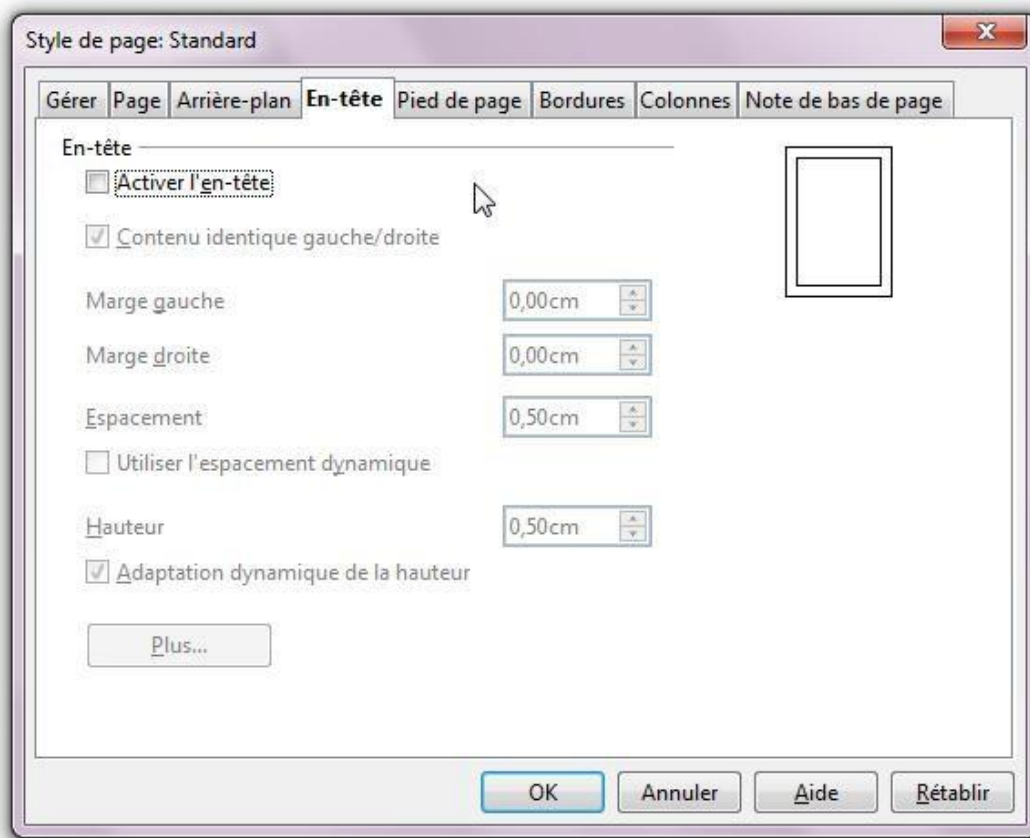 Style de page: Standard
Gérer Page Arrière-plan En-tête Pied de page Bordures Colonnes Note de bas de page
En-tête
Activer l'en-tête
Contenu identique gauche/droite
Marge gauche 0,00cm
Marge droite 0,00cm
Espacement 0,50cm
Utiliser l'espacement dynamique
Hauteur 0,50cm
Adaptation dynamique de la hauteur
Plus...
OK Annuler Aide Rétablir